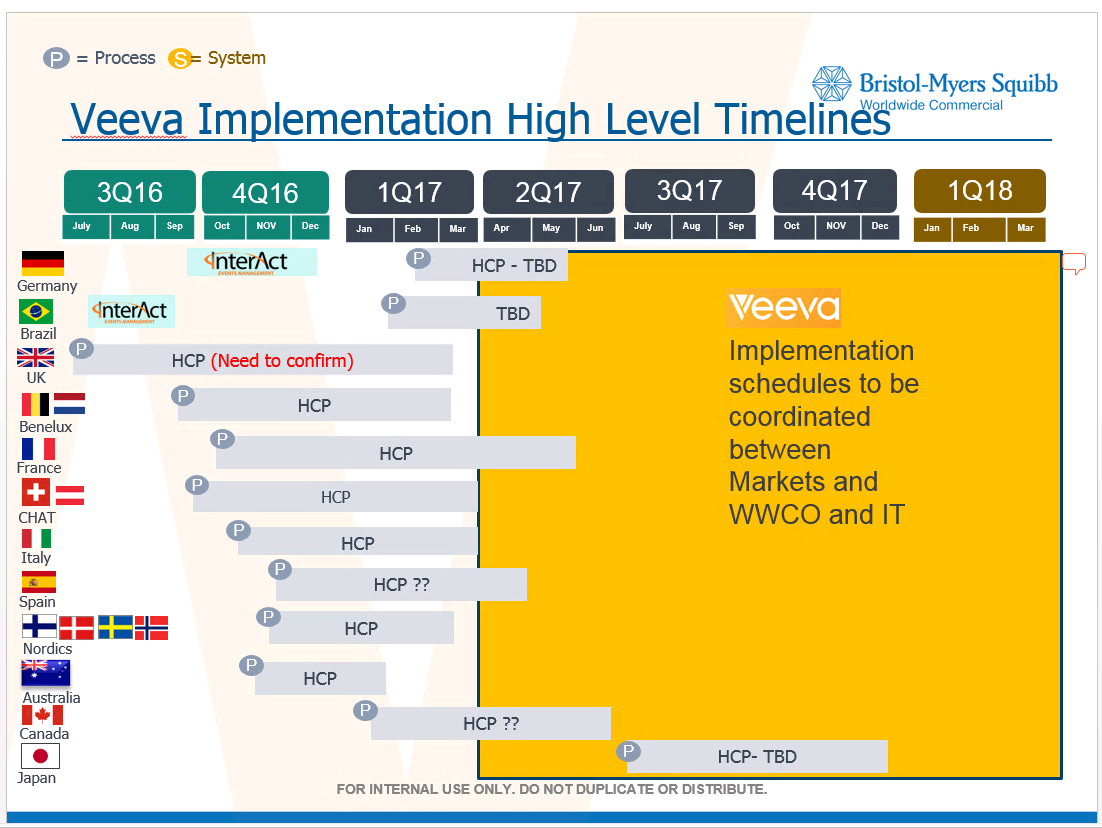 P = Process S = System
Bristol-Myers Squibb
Worldwide Commercial
Veeva Implementation High Level Timelines
3Q16 4Q16 1Q17 2Q17 3Q17 4Q17 1Q18
July Aug Sep Oct NOV Dec Jan Feb Mar Apr May Jun July Aug Sep Oct NOV Dec Jan Feb Mar
InterAct
EVENTS MANAGEMENT
P HCP - TBD
Germany
InterAct
EVENTS MANAGEMENT
P TBD
Brazil
P HCP (Need to confirm)
UK
P HCP
Benelux
P HCP
France
P HCP
CHAT
P HCP
Italy
P HCP ??
Spain
P HCP
Nordics
P HCP
Australia
P HCP ??
Canada
P HCP- TBD
Japan
Veeva
Implementation
schedules to be
coordinated
between
Markets and
WWCO and IT
FOR INTERNAL USE ONLY. DO NOT DUPLICATE OR DISTRIBUTE.